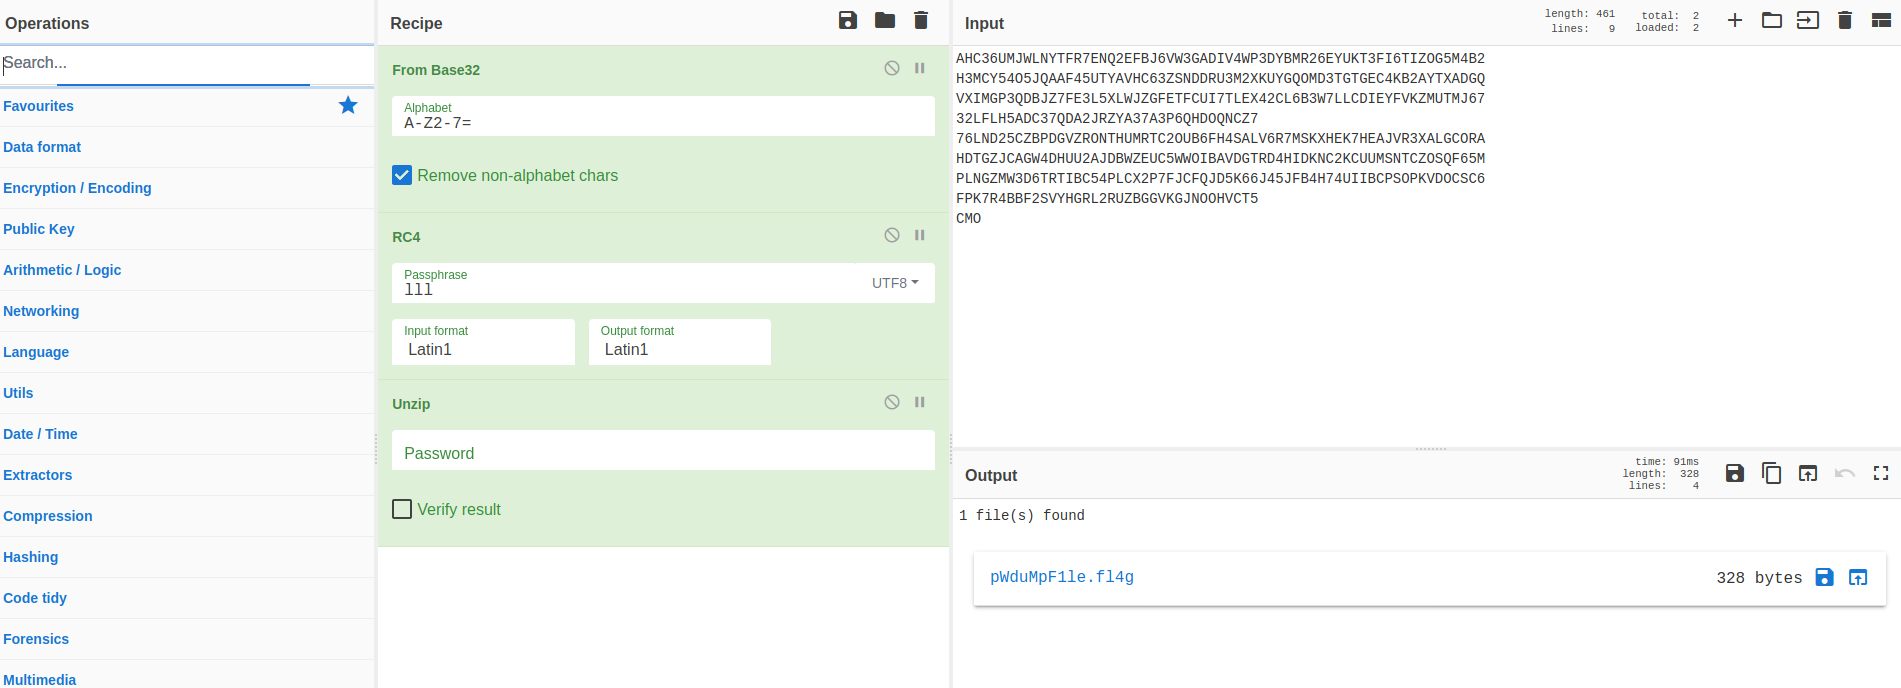 Operations
Search...
Favourites
Data format
Encryption / Encoding
Public Key
Arithmetic / Logic
Networking
Language
Utils
Date / Time
Extractors
Compression
Hashing
Code tidy
Forensics
Multimedia
Recipe
From Base32
Alphabet
A-Z2-7=
Remove non-alphabet chars
RC4
Passphrase
lll
UTF8
Input format
Latin1
Output format
Latin1
Unzip
Password
Verify result
Input
length: 461
lines: 9
total: 2
loaded: 2
AHC36UMJWLNYTFR7ENQ2EFBJ6VW3GADIV4WP3DYBMR26EYUKT3FI6TIZOG5M4B2
H3MCY54O5JQAAF45UTYAVHC63ZSNDDRU3M2XKUYGQOMD3TGTGEC4KB2AYTXADGQ
VXIMGP3QDBJZ7FE3L5XLWJZGFETFCUI7TLEX42CL6B3W7LLCDIEYFVKZMUTMJ67
32LFLH5ADC37QDA2JRZYA37A3P6QHDOQNCZ7
76LND25CZBPDGVZRONTHUMRTC2OUB6FH4SALV6R7MSKXHEK7HEAJVR3XALGCORA
HDTGZJCAGW4DHUU2AJDBWZEUC5WWOIBAVDGTRD4HIDKNC2KCUUMSNTCZOSQF65M
PLNGZMW3D6TRTIBC54PLCX2P7FJCFQJD5K66J45JFB4H74UIIBCPSOPKVDOCSC6
FPK7R4BBF2SVYHGRL2RUZBGGVKGJNOOHVCT5
CMO
Output
time: 91ms
length: 328
lines: 4
1 file(s) found
pWduMpF1le.fl4g
328 bytes